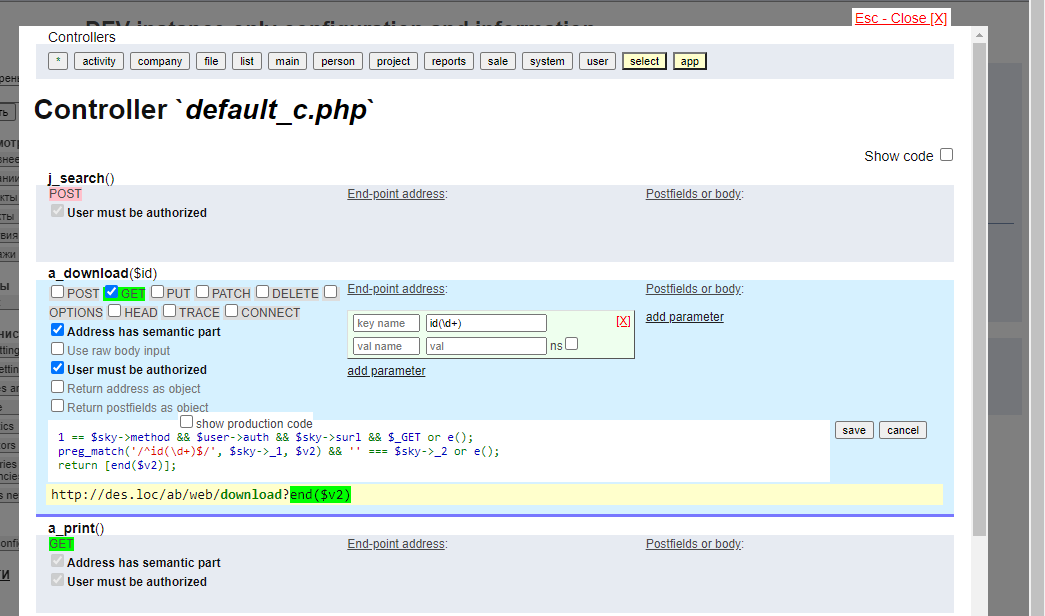 DEV instance only configuration and information
Esc - Close [X]
Controllers
* activity company file list main person project reports sale system user select app
Controller `default_c.php`
Show code
j_search()
POST
End-point address:
Postfields or body:
User must be authorized
a_download($id)
POST GET PUT PATCH DELETE
OPTIONS HEAD TRACE CONNECT
End-point address:
Postfields or body:
Address has semantic part
Use raw body input
User must be authorized
Return address as object
Return postfields as object
key name id(\d+) [X]
val name val ns
add parameter
add parameter
show production code
1 == $sky->method && $user->auth && $sky->surl && $_GET or e();
preg_match('/^id(\d+)$/', $sky->_1, $v2) && '' === $sky->_2 or e();
return [end($v2)];
save cancel
http://des.loc/ab/web/download?end($v2)
a_print()
GET
End-point address:
Postfields or body:
Address has semantic part
User must be authorized